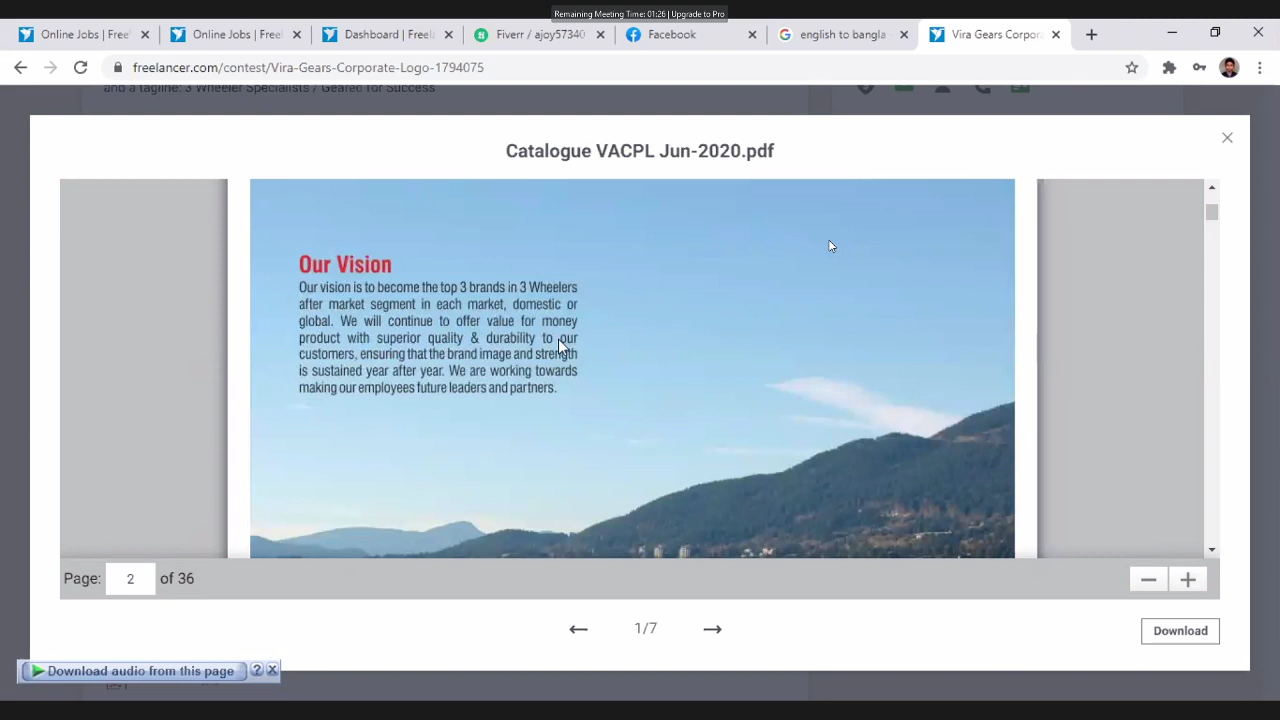 Remaining Meeting Time: 01:26 | Upgrade to Pro
Online Jobs | Free
Online Jobs | Free
Dashboard | Freela
Fiverr / ajoy57340
Facebook
english to bangla
Vira Gears Corpor
freelancer.com/contest/Vira-Gears-Corporate-Logo-1794075
and a tagline: 3 Wheeler Specialists / Geared for Success
Catalogue VACPL Jun-2020.pdf
Our Vision
Our vision is to become the top 3 brands in 3 Wheelers
after market segment in each market, domestic or
global. We will continue to offer value for money
product with superior quality & durability to our
customers, ensuring that the brand image and strength
is sustained year after year. We are working towards
making our employees future leaders and partners.
Page: 2 of 36
1/7
Download
Download audio from this page ?